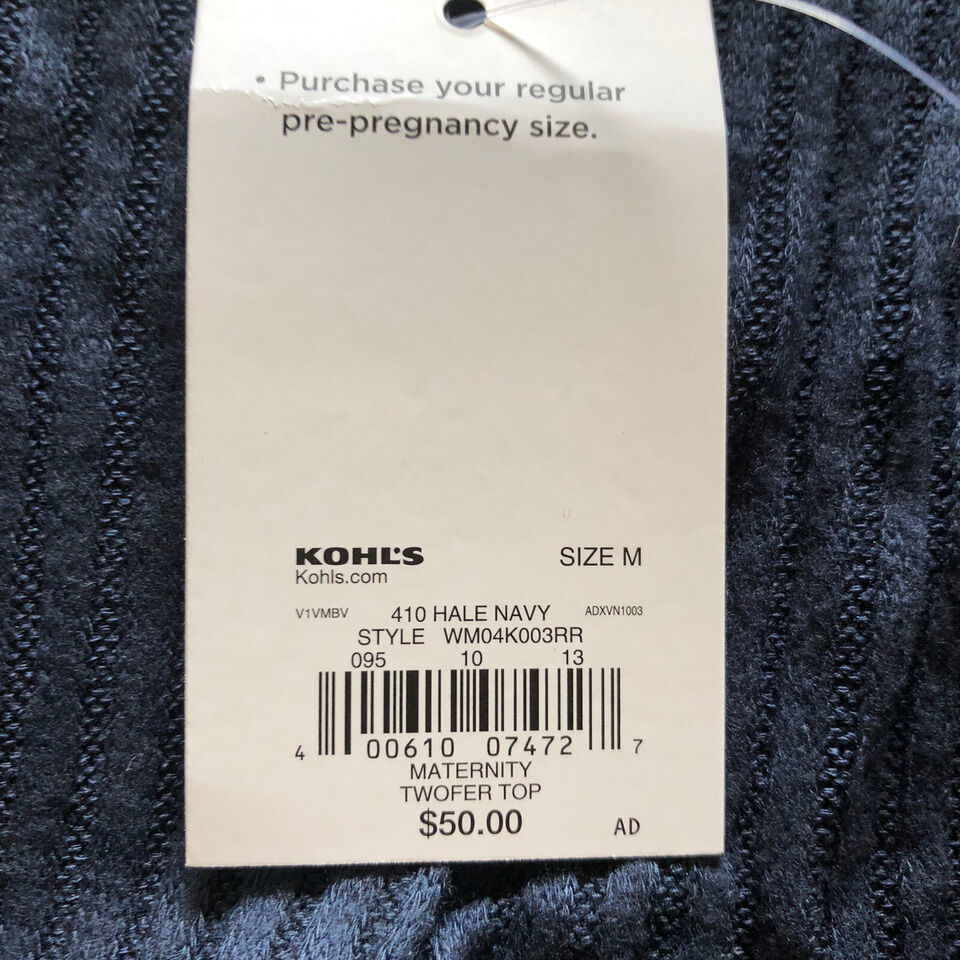 • Purchase your regular
pre-pregnancy size.
KOHL'S SIZE M
Kohls.com
V1VMBV 410 HALE NAVY ADXVN1003
STYLE WM04K003RR
095 10 13
4 00610 07472 7
MATERNITY
TWOFER TOP
$50.00 AD